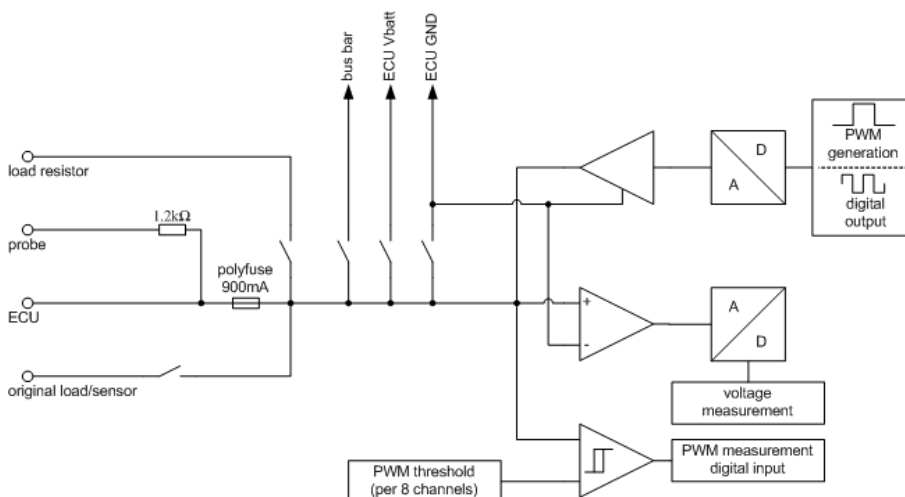 bus bar
ECU Vbatt
ECU GND
load resistor
1.2kΩ
probe
polyfuse
900mA
ECU
original load/sensor
D
A
PWM
generation
digital
output
+
-
A
D
voltage
measurement
PWM threshold
(per 8 channels)
PWM measurement
digital input